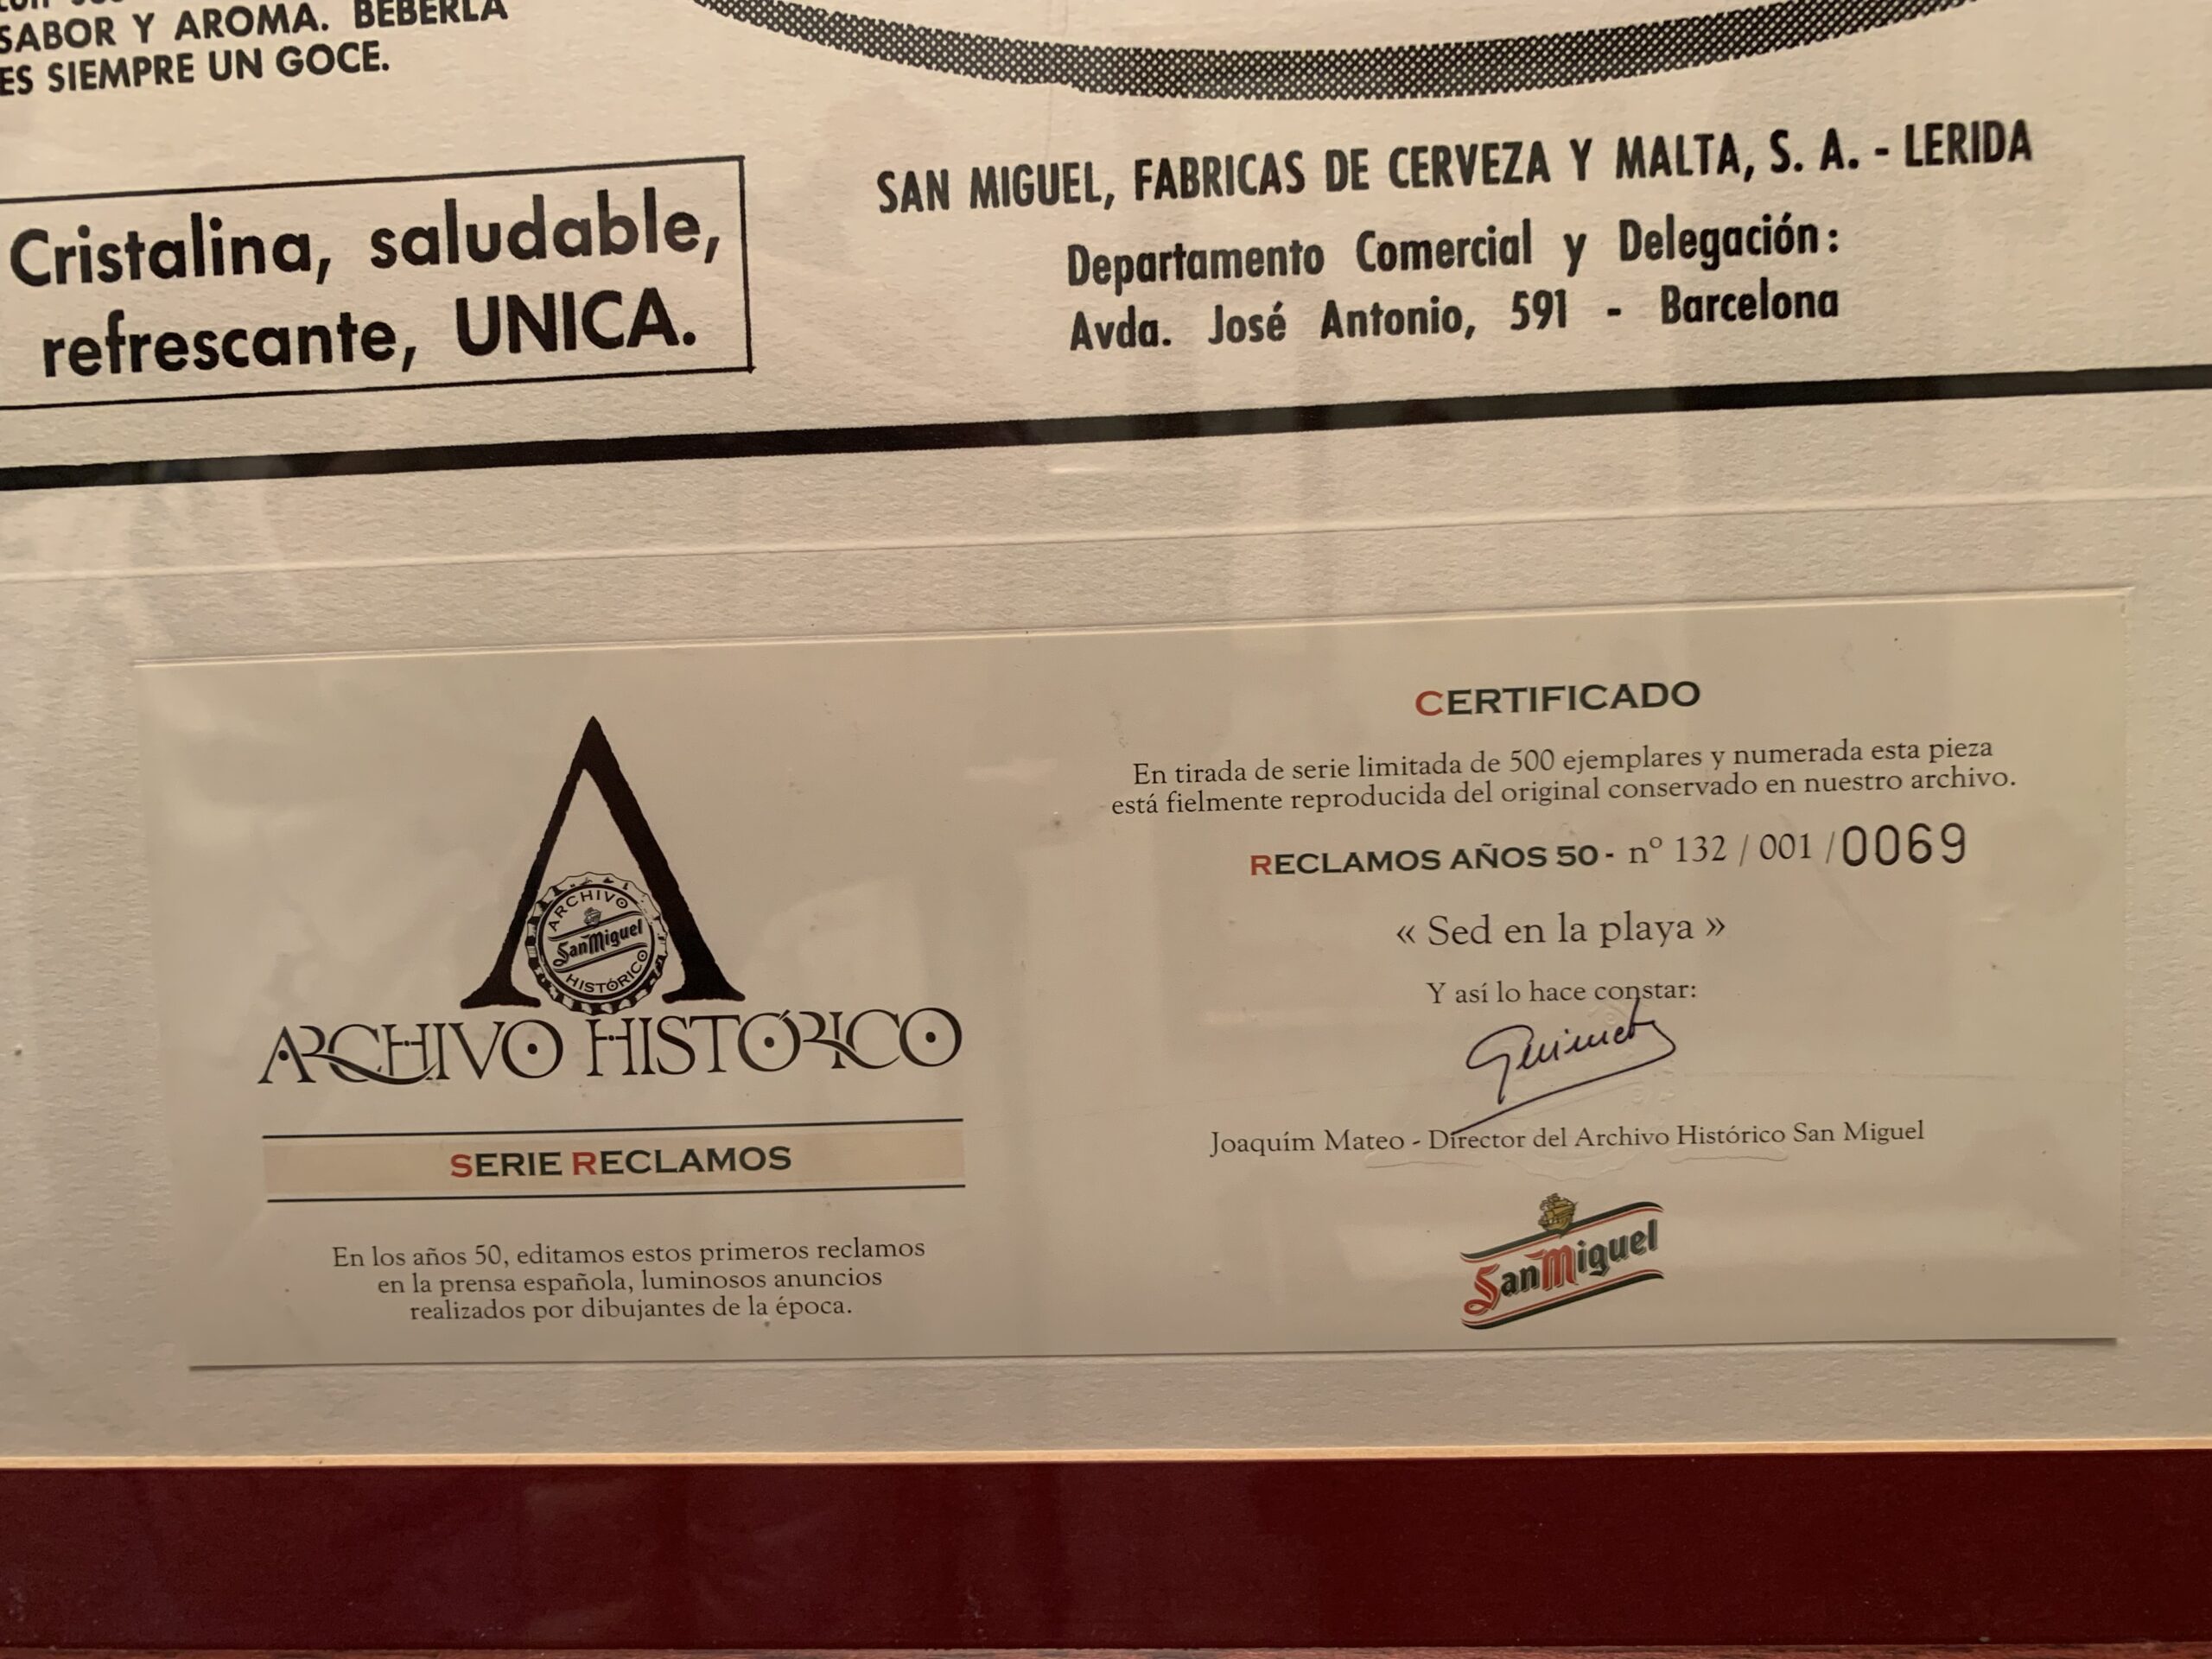 SABOR Y AROMA. BEBERLA
ES SIEMPRE UN GOCE.
Cristalina, saludable,
refrescante, UNICA.
SAN MIGUEL, FABRICAS DE CERVEZA Y MALTA, S. A. - LERIDA
Departamento Comercial y Delegación:
Avda. José Antonio, 591 - Barcelona
ARCHIVO
San Miguel
HISTÓRICO
ARCHIVO HISTÓRICO
SERIE RECLAMOS
En los años 50, editamos estos primeros reclamos
en la prensa española, luminosos anuncios
realizados por dibujantes de la época.
CERTIFICADO
En tirada de serie limitada de 500 ejemplares y numerada esta pieza
está fielmente reproducida del original conservado en nuestro archivo.
RECLAMOS AÑOS 50 - nº 132 / 001 / 0069
« Sed en la playa »
Y así lo hace constar:
Joaquím Mateo - Director del Archivo Histórico San Miguel
San Miguel